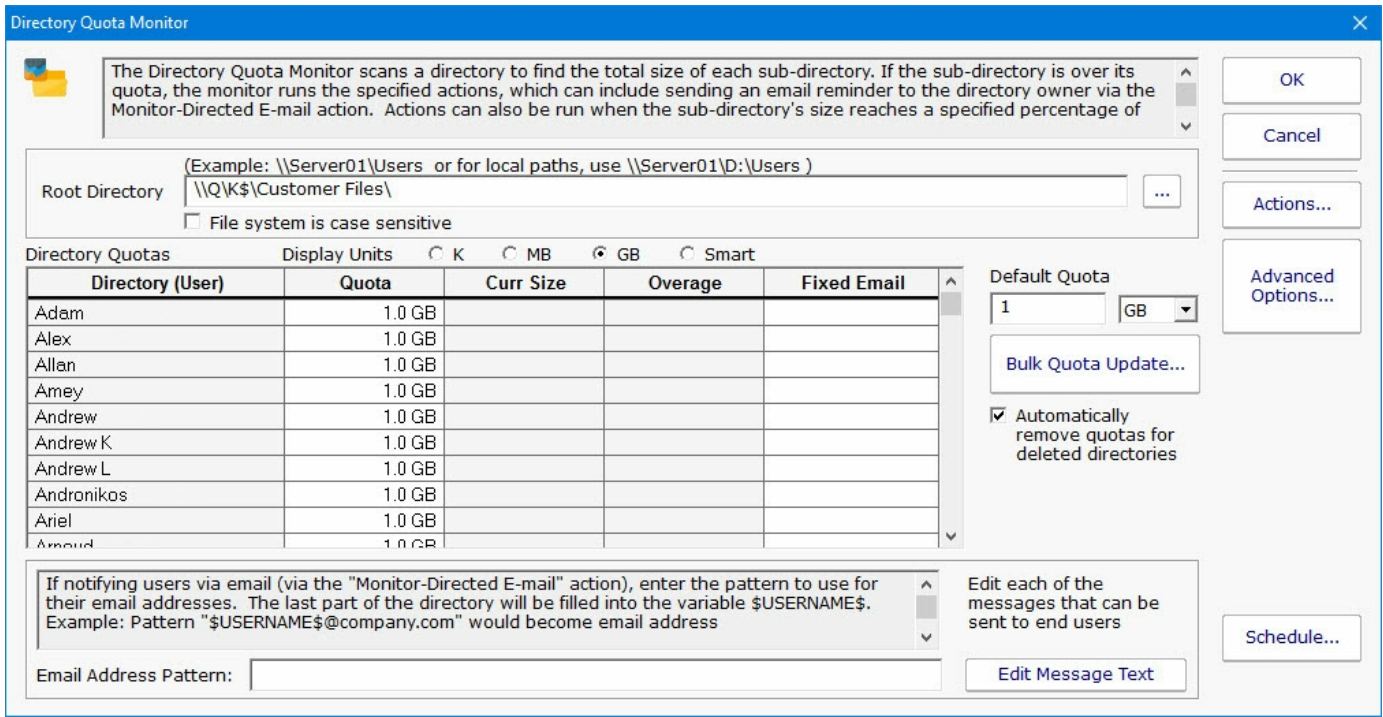 Directory Quota Monitor
The Directory Quota Monitor scans a directory to find the total size of each sub-directory. If the sub-directory is over its
quota, the monitor runs the specified actions, which can include sending an email reminder to the directory owner via the
Monitor-Directed E-mail action.  Actions can also be run when the sub-directory's size reaches a specified percentage of
OK
Cancel
(Example: \\Server01\Users  or for local paths, use \\Server01\D:\Users )
Root Directory \\Q\K$\Customer Files\ ...
File system is case sensitive
Actions...
Directory Quotas Display Units K MB GB Smart
Directory (User) Quota Curr Size Overage Fixed Email
Adam 1.0 GB
Alex 1.0 GB
Allan 1.0 GB
Amey 1.0 GB
Andrew 1.0 GB
Andrew K 1.0 GB
Andrew L 1.0 GB
Andronikos 1.0 GB
Ariel 1.0 GB
Arnoud 1.0 GB
Default Quota
1 GB
Bulk Quota Update...
Automatically
remove quotas for
deleted directories
Advanced
Options...
If notifying users via email (via the "Monitor-Directed E-mail" action), enter the pattern to use for
their email addresses.  The last part of the directory will be filled into the variable $USERNAME$.
Example: Pattern "$USERNAME$@company.com" would become email address
Email Address Pattern:
Edit each of the
messages that can be
sent to end users
Edit Message Text
Schedule...